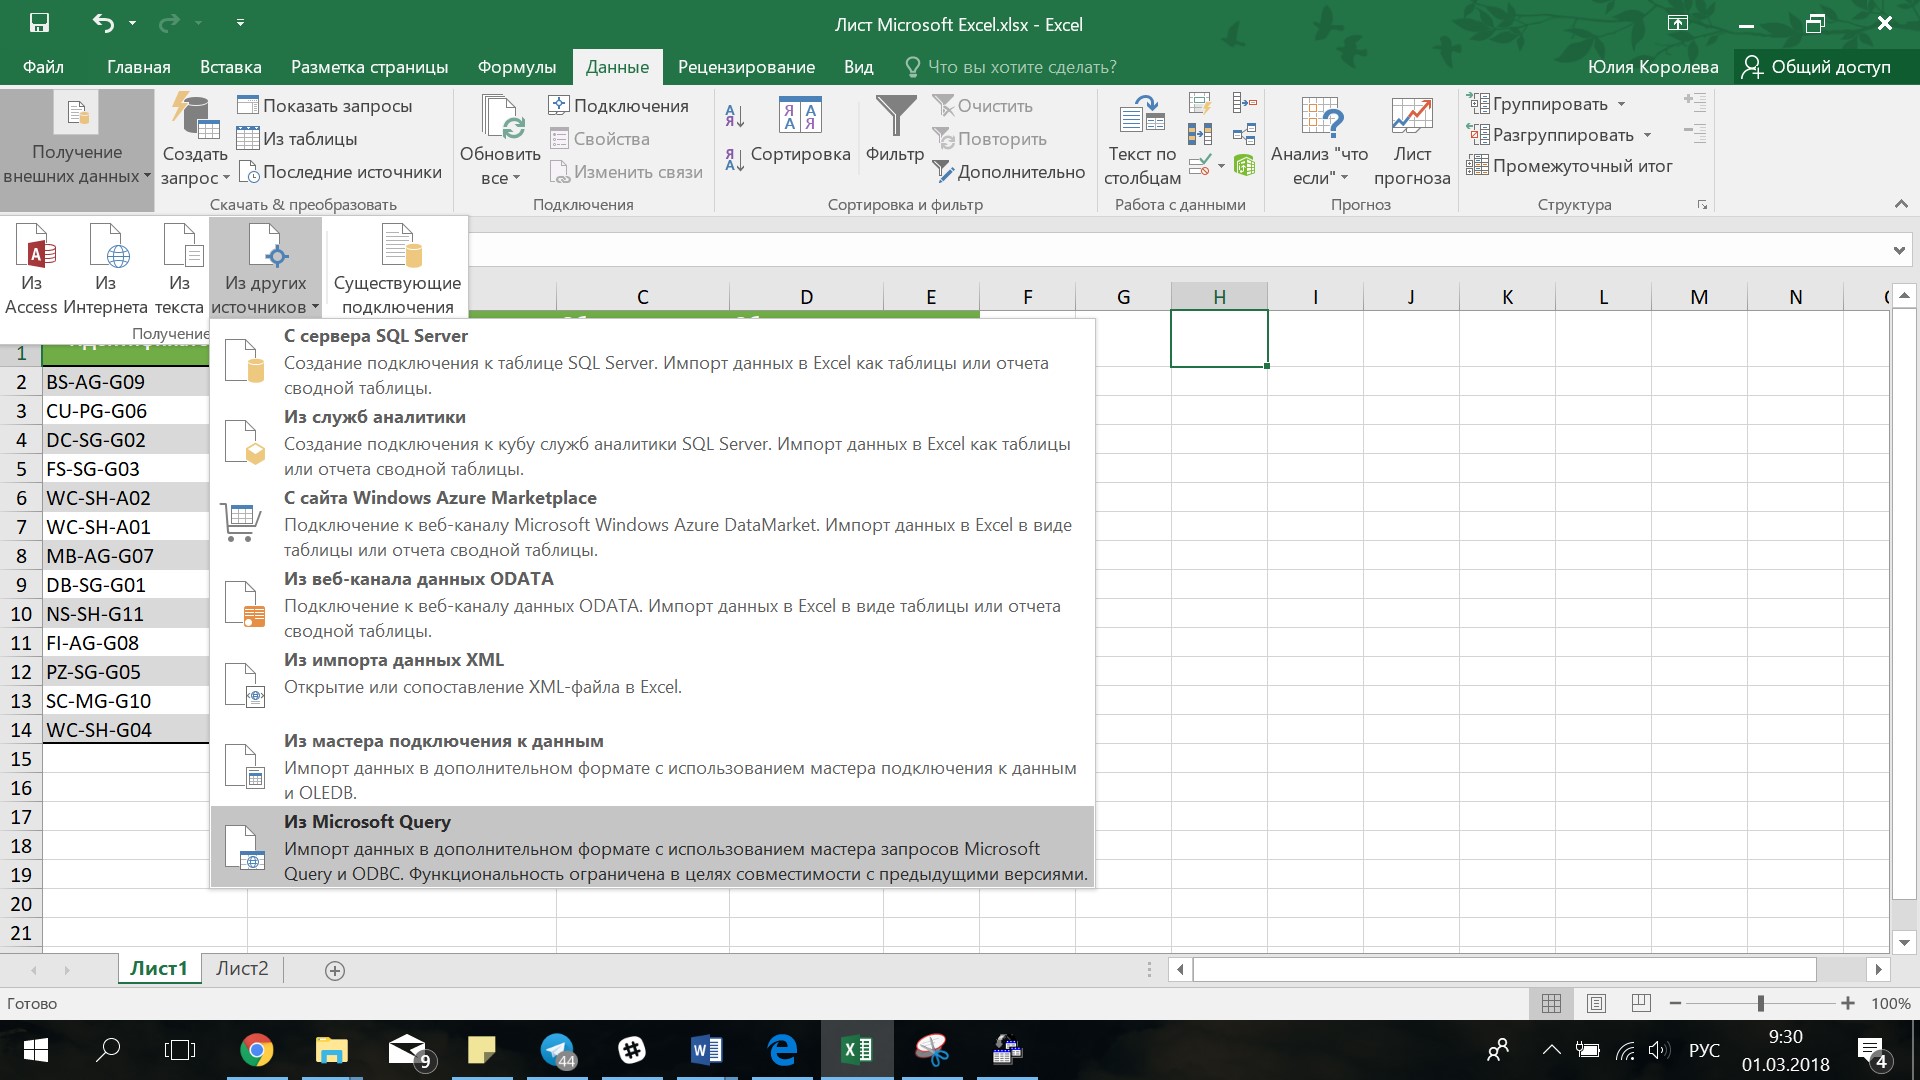 Лист Microsoft Excel.xlsx - Excel
Файл Главная Вставка Разметка страницы Формулы Данные Рецензирование Вид Что вы хотите сделать? Юлия Королева Общий доступ
Получение
внешних данных
Создать
запрос
Показать запросы
Из таблицы
Последние источники
Скачать & преобразовать
Обновить
все
Подключения
Свойства
Изменить связи
Подключения
А
Я
Я
А
Я А
А Я
Сортировка
Фильтр
Очистить
Повторить
Дополнительно
Сортировка и фильтр
Текст по
столбцам
Работа с данными
Анализ "что
если"
Лист
прогноза
Прогноз
Группировать
Разгруппировать
Промежуточный итог
Структура
Из
Access
Из
Интернета
Из
текста
Из других
источников
Существующие
подключения
Получение
C D E F G H I J K L M N
С сервера SQL Server
Создание подключения к таблице SQL Server. Импорт данных в Excel как таблицы или отчета
сводной таблицы.
Из служб аналитики
Создание подключения к кубу служб аналитики SQL Server. Импорт данных в Excel как таблицы
или отчета сводной таблицы.
С сайта Windows Azure Marketplace
Подключение к веб-каналу Microsoft Windows Azure DataMarket. Импорт данных в Excel в виде
таблицы или отчета сводной таблицы.
Из веб-канала данных ODATA
Подключение к веб-каналу данных ODATA. Импорт данных в Excel в виде таблицы или отчета
сводной таблицы.
Из импорта данных XML
Открытие или сопоставление XML-файла в Excel.
Из мастера подключения к данным
Импорт данных в дополнительном формате с использованием мастера подключения к данным
и OLEDB.
Из Microsoft Query
Импорт данных в дополнительном формате с использованием мастера запросов Microsoft
Query и ODBC. Функциональность ограничена в целях совместимости с предыдущими версиями.
1
2 BS-AG-G09
3 CU-PG-G06
4 DC-SG-G02
5 FS-SG-G03
6 WC-SH-A02
7 WC-SH-A01
8 MB-AG-G07
9 DB-SG-G01
10 NS-SH-G11
11 FI-AG-G08
12 PZ-SG-G05
13 SC-MG-G10
14 WC-SH-G04
15
16
17
18
19
20
21
Лист1 Лист2
Готово
100%
9
44
РУС
9:30
01.03.2018
4